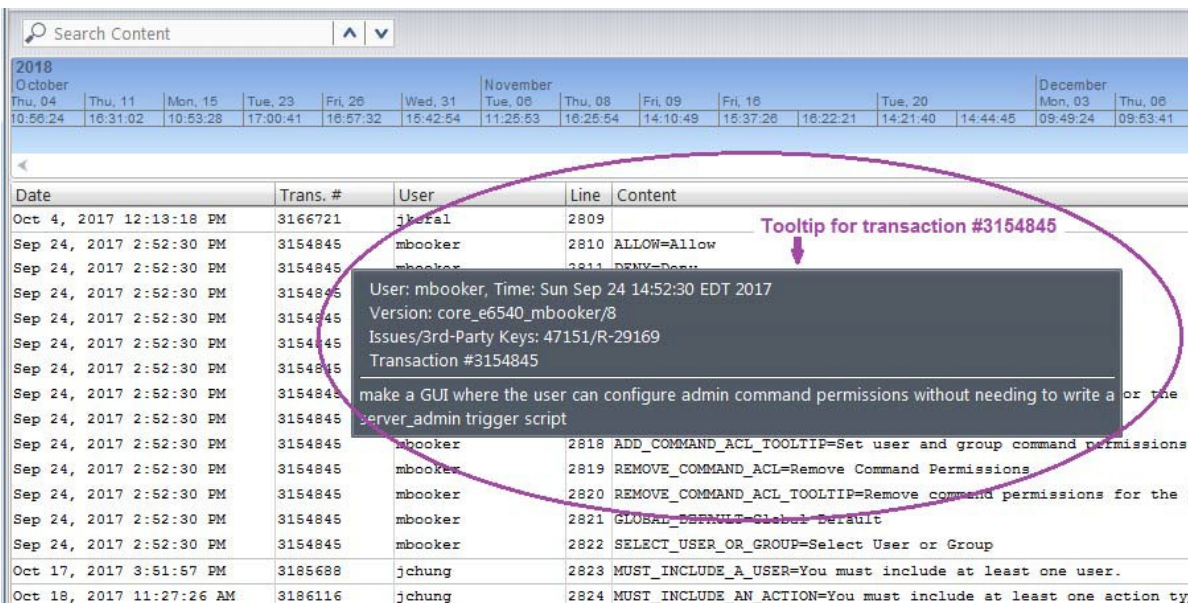 Search Content
2018
October November December
Thu, 04 Thu, 11 Mon, 15 Tue, 23 Fri, 26 Wed, 31 Tue, 06 Thu, 08 Fri, 09 Fri, 16 Tue, 20 Mon, 03 Thu, 06
10:56:24 16:31:02 10:53:28 17:00:41 16:57:32 15:42:54 11:25:53 16:25:54 14:10:49 15:37:26 16:22:21 14:21:40 14:44:45 09:49:24 09:53:41
Date Trans. # User Line Content
Oct 4, 2017 12:13:18 PM 3166721 jkefal 2809
Tooltip for transaction #3154845
Sep 24, 2017 2:52:30 PM 3154845 mbooker 2810 ALLOW=Allow
Sep 24, 2017 2:52:30 PM 3154845 mbooker 2811 DENY=Deny
Sep 24, 2017 2:52:30 PM 3154845
User: mbooker, Time: Sun Sep 24 14:52:30 EDT 2017
Sep 24, 2017 2:52:30 PM 3154845
Version: core_e6540_mbooker/8
Issues/3rd-Party Keys: 47151/R-29169
Sep 24, 2017 2:52:30 PM 3154845
Transaction #3154845
Sep 24, 2017 2:52:30 PM 3154845
Sep 24, 2017 2:52:30 PM 3154845 or the
make a GUI where the user can configure admin command permissions without needing to write a
Sep 24, 2017 2:52:30 PM 3154845
server_admin trigger script
Sep 24, 2017 2:52:30 PM 3154845 mbooker 2818 ADD_COMMAND_ACL_TOOLTIP=Set user and group command permissions
Sep 24, 2017 2:52:30 PM 3154845 mbooker 2819 REMOVE_COMMAND_ACL=Remove Command Permissions
Sep 24, 2017 2:52:30 PM 3154845 mbooker 2820 REMOVE_COMMAND_ACL_TOOLTIP=Remove command permissions for the
Sep 24, 2017 2:52:30 PM 3154845 mbooker 2821 GLOBAL_DEFAULT=Global Default
Sep 24, 2017 2:52:30 PM 3154845 mbooker 2822 SELECT_USER_OR_GROUP=Select User or Group
Oct 17, 2017 3:51:57 PM 3185688 jchung 2823 MUST_INCLUDE_A_USER=You must include at least one user.
Oct 18, 2017 11:27:26 AM 3186116 jchung 2824 MUST_INCLUDE_AN_ACTION=You must include at least one action ty